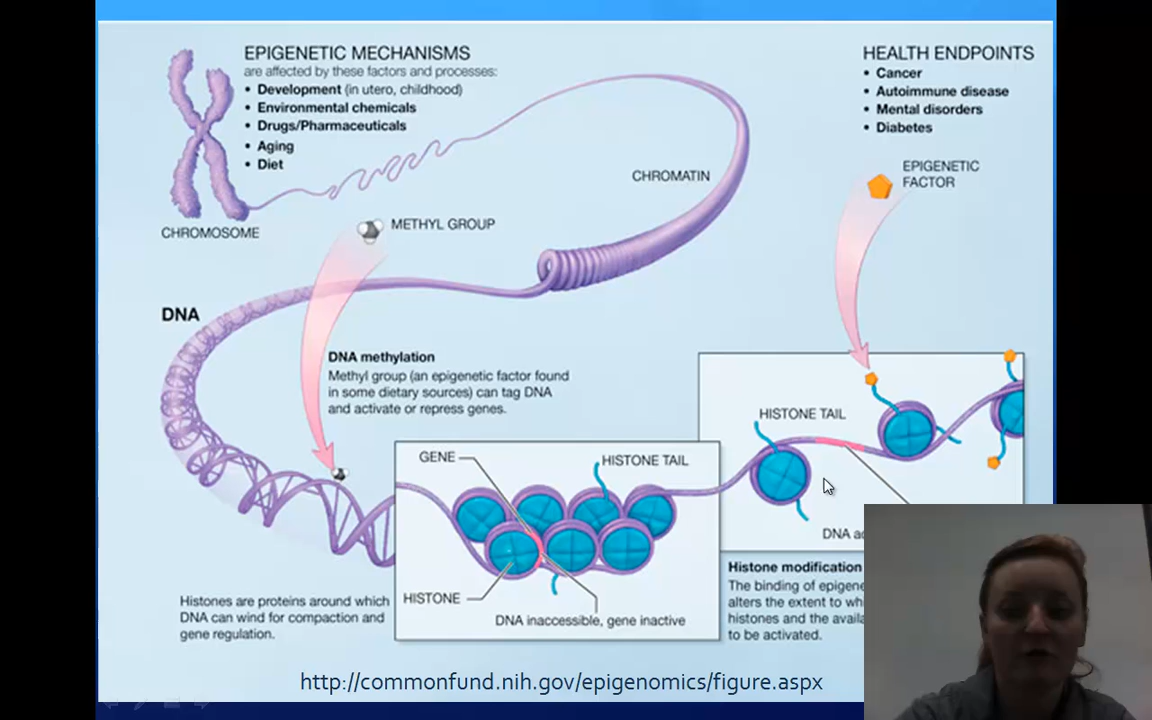 EPIGENETIC MECHANISMS
are affected by these factors and processes:
• Development (in utero, childhood)
• Environmental chemicals
• Drugs/Pharmaceuticals
• Aging
• Diet
HEALTH ENDPOINTS
• Cancer
• Autoimmune disease
• Mental disorders
• Diabetes
EPIGENETIC
FACTOR
CHROMATIN
METHYL GROUP
CHROMOSOME
DNA
DNA methylation
Methyl group (an epigenetic factor found
in some dietary sources) can tag DNA
and activate or repress genes.
HISTONE TAIL
GENE
HISTONE TAIL
DNA
HISTONE
DNA inaccessible, gene inactive
Histones are proteins around which
DNA can wind for compaction and
gene regulation.
Histone modification
The binding of
alters the extent to
histones and the
to be activated.
http://commonfund.nih.gov/epigenomics/figure.aspx